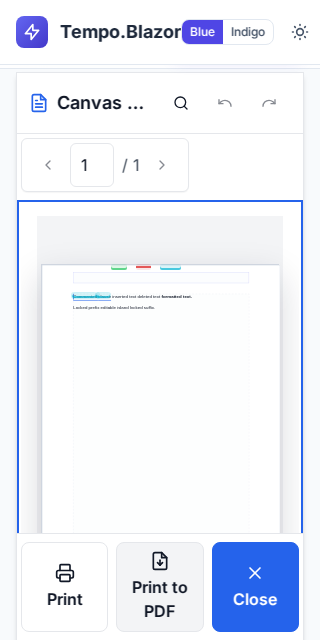 Tempo.Blazor Blue Indigo
Canvas ...
1 / 1
inserted text deleted text formatted text.
Locked prefix editable island locked suffix.
Print
Print to
PDF
Close